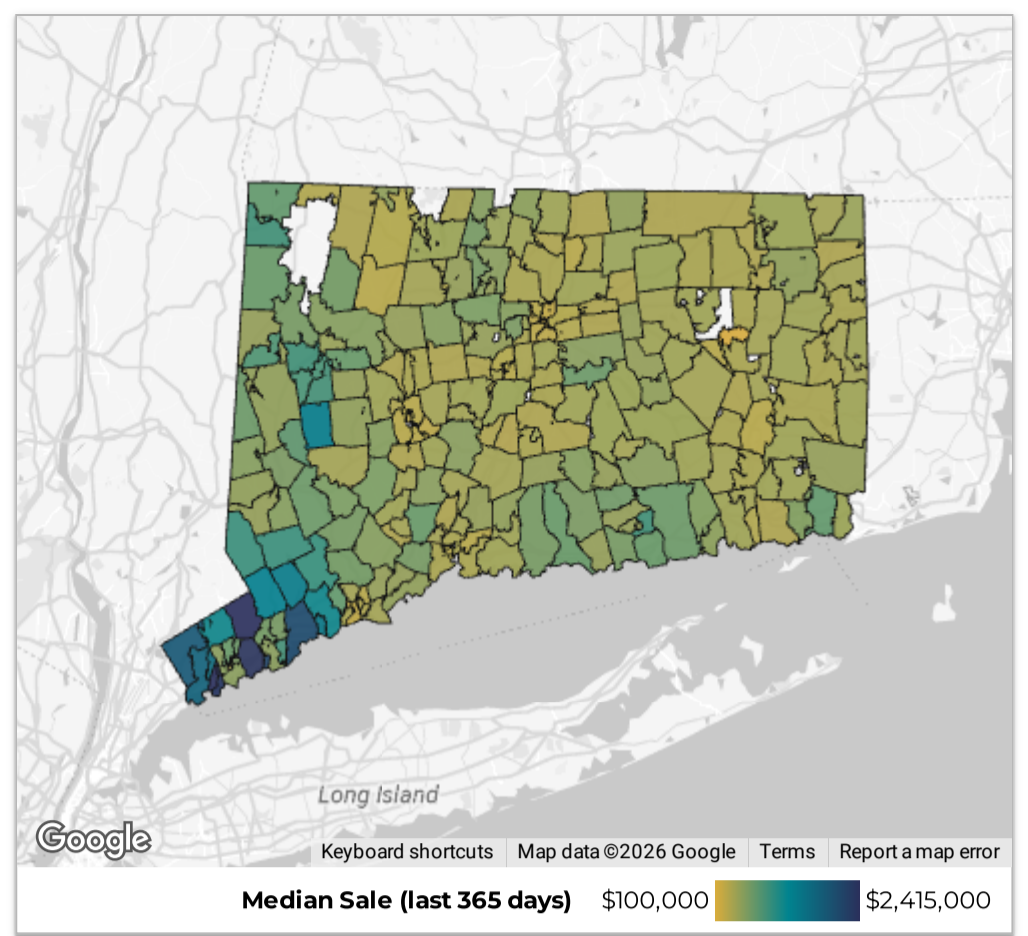 Long Island
Google
Keyboard shortcuts
Map data ©2026 Google
Terms
Report a map error
Median Sale (last 365 days) $100,000 $2,415,000